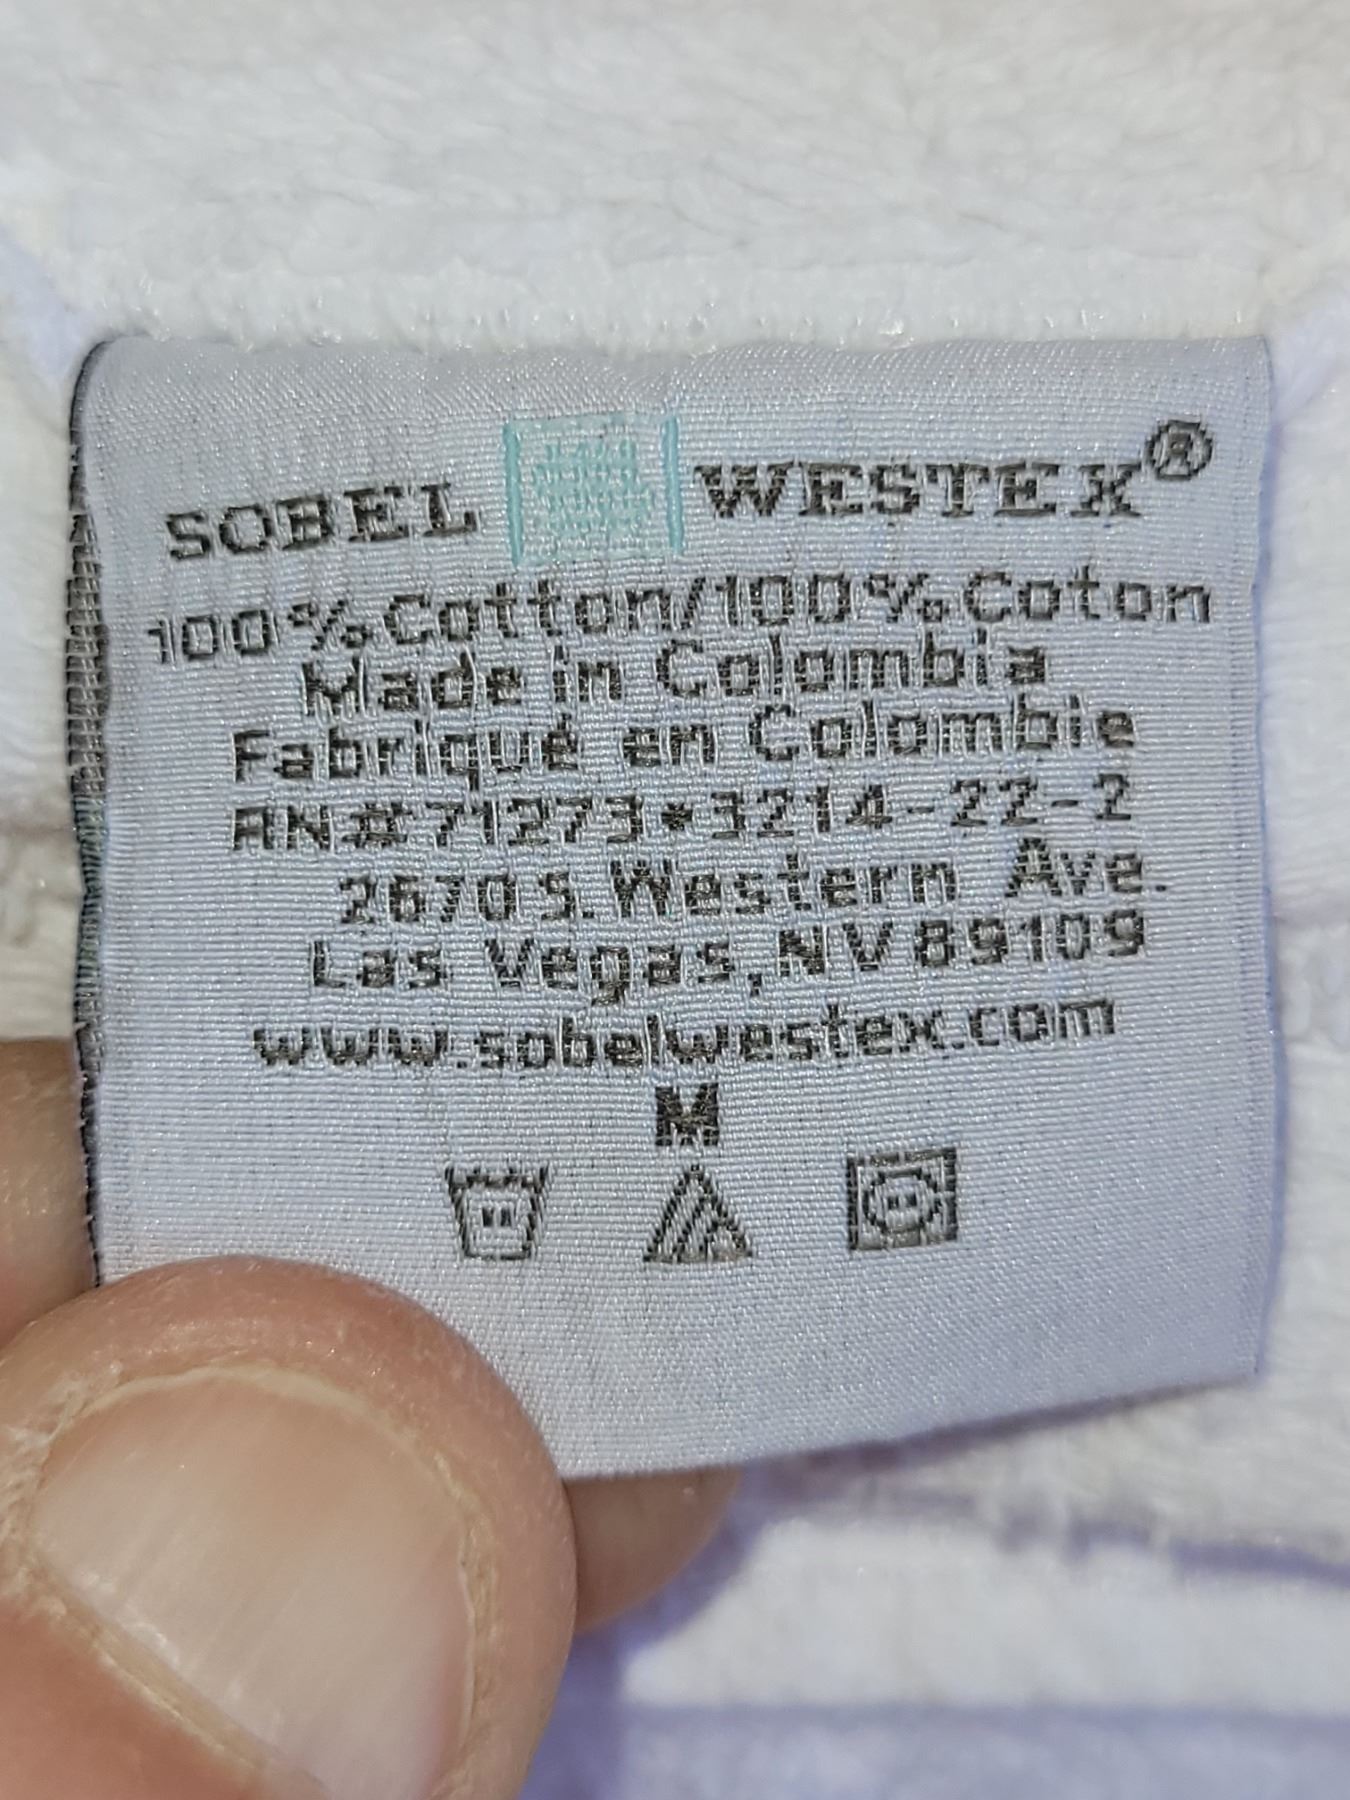 SOBEL WESTEX®
100% Cotton/100% Coton
Made in Colombia
Fabriqué en Colombie
RN#71273•3214-22-2
2670 S. Western Ave.
Las Vegas, NV 89109
www.sobelwestex.com
M